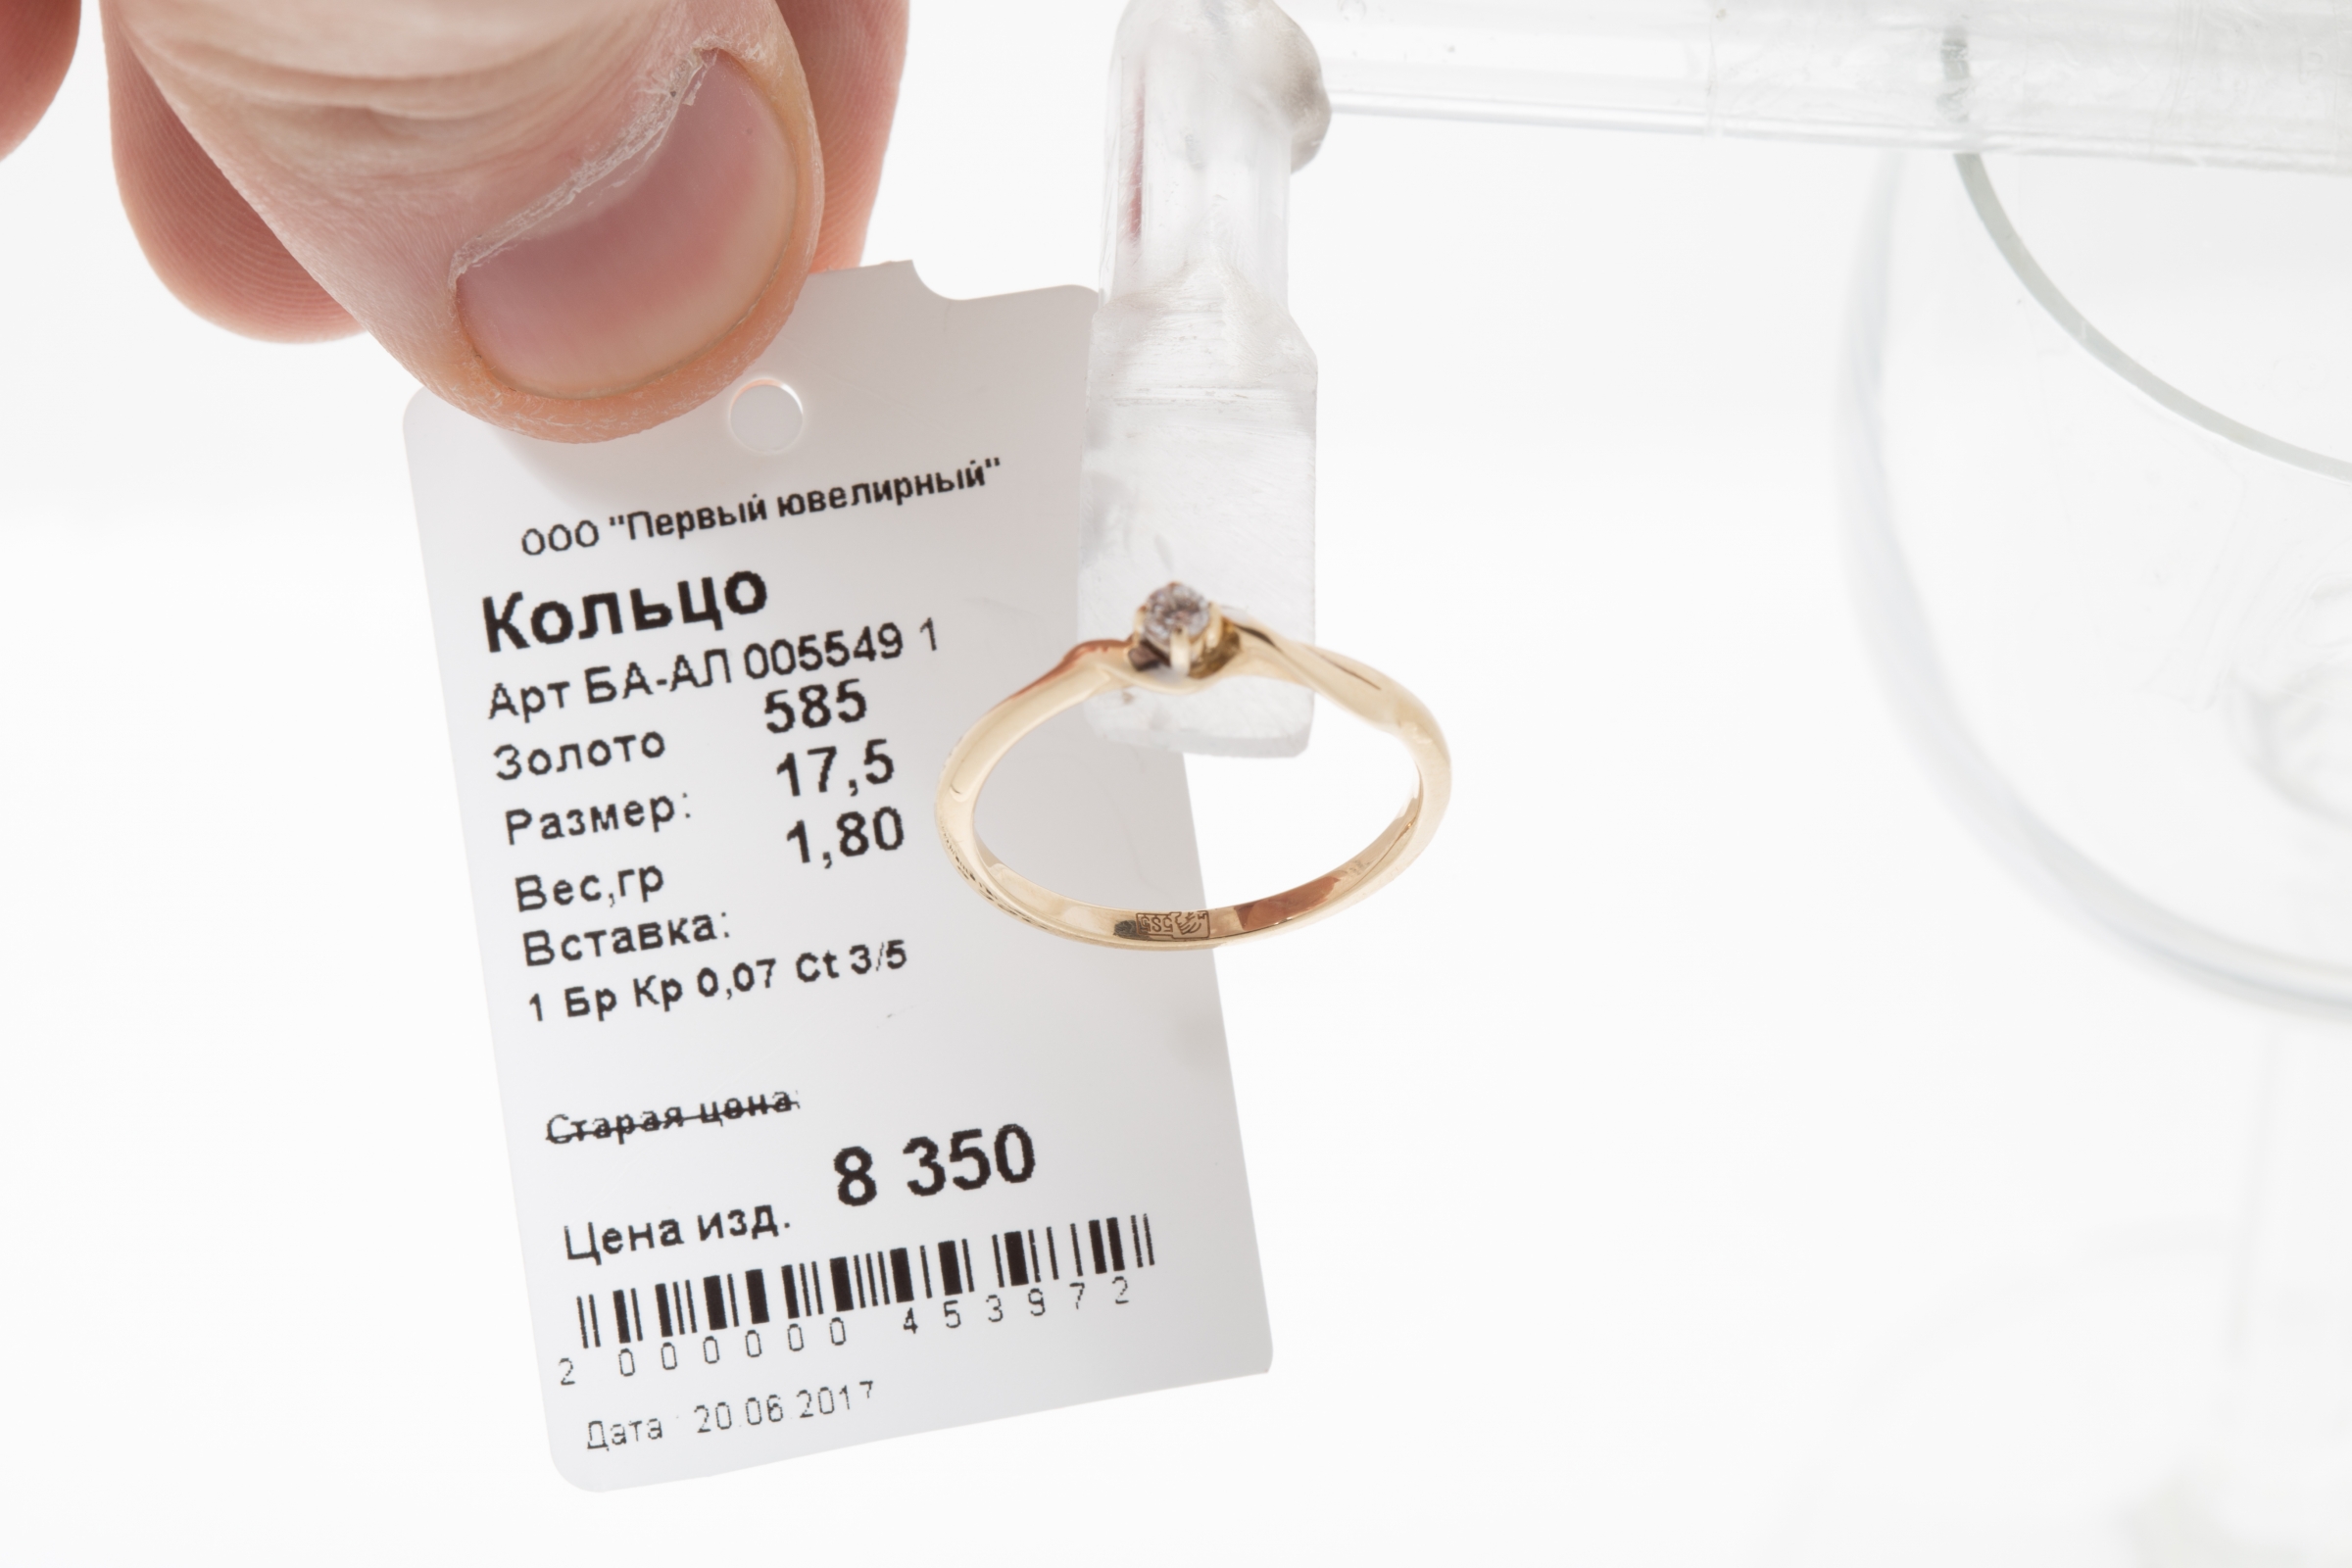 ООО "Первый ювелирный"
Кольцо
Арт БА-АЛ 005549 1
Золото 585
Размер: 17,5
Вес,гр 1,80
Вставка:
1 Бр Кр 0,07 Ct 3/5
Старая цена:
Цена изд. 8 350
2 000000 453972
Дата : 20.06.2017
585